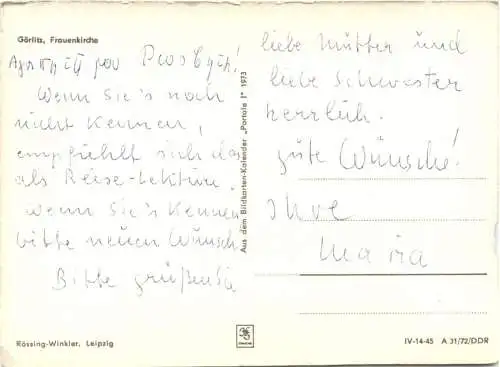 Görlitz, Frauenkirche
Wenn Sie's noch
nicht kennen,
empfiehlt sich das
als Reise-Lektüre.
Wenn Sie's kennen
bitte neuen Wunsch
Bitte grüßen Sie
liebe Mutter und
liebe Schwester
herrlich.
gute Wünsche!
Ihre
Maria
Aus dem Bildkarten-Kalender „Portale I“ 1973
Rössing-Winkler, Leipzig
IV-14-45 A 31/72/DDR